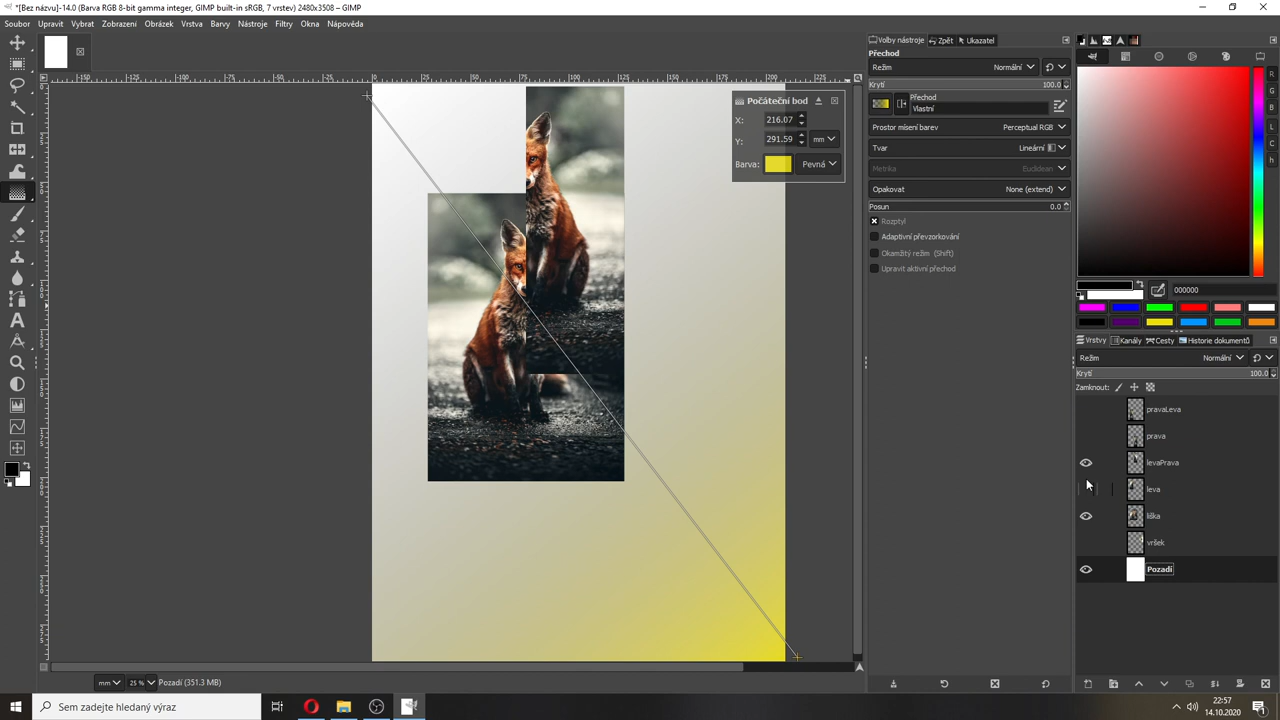 *[Bez názvu]-14.0 (Barva RGB 8-bit gamma integer, GIMP built-in sRGB, 7 vrstev) 2480x3508 – GIMP
Soubor Upravit Vybrat Zobrazení Obrázek Vrstva Barvy Nástroje Filtry Okna Nápověda
Volby nástroje Zpět Ukazatel
Přechod
Režim Normální
Krytí 100.0
Přechod
Vlastní
Prostor mísení barev Perceptual RGB
Tvar Lineární
Metrika Euclidean
Opakovat None (extend)
Posun 0.0
Rozptyl
Adaptivní převzorkování
Okamžitý režim (Shift)
Upravit aktivní přechod
Počáteční bod
X: 216.07
Y: 291.59 mm
Barva: Pevná
R
G
B
L
C
h
000000
Vrstvy Kanály Cesty Historie dokumentů
Režim Normální
Krytí 100.0
Zamknout:
pravaLeva
prava
levaPrava
leva
liška
vršek
Pozadí
mm 25 % Pozadí (351.3 MB)
Sem zadejte hledaný výraz
22:57
14.10.2020